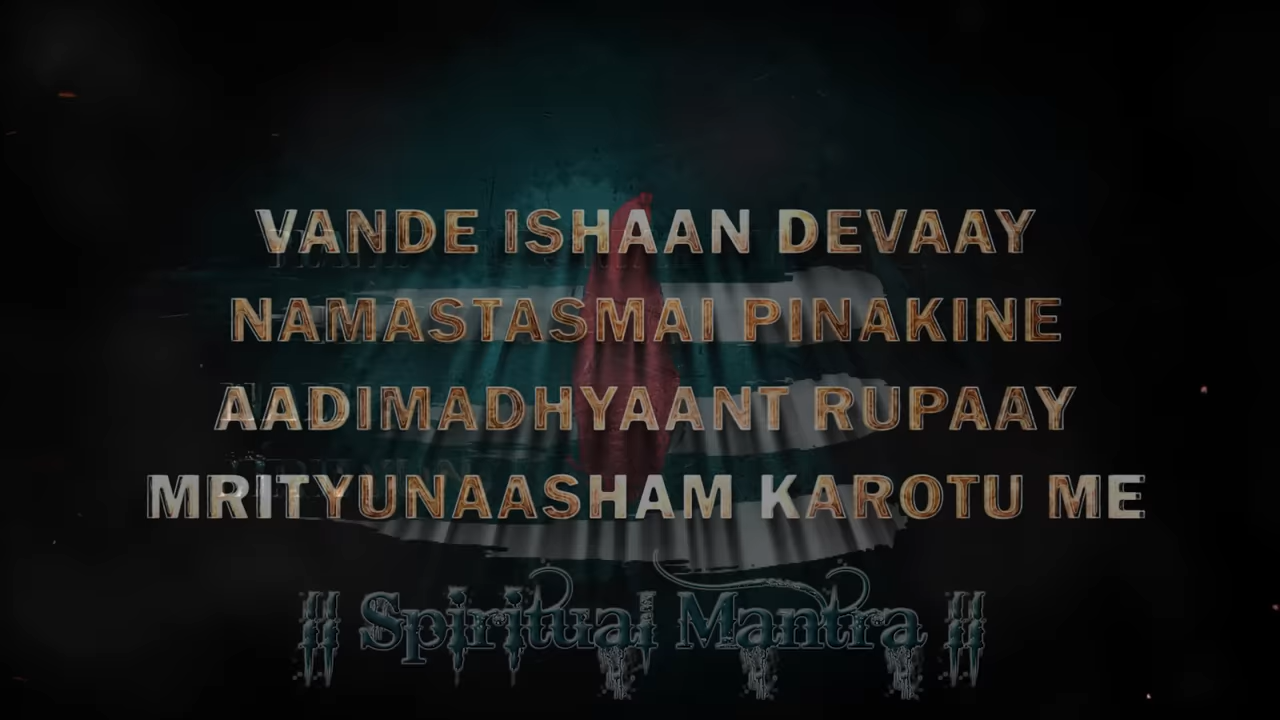 VANDE ISHAAN DEVAAY
NAMASTASMAI PINAKINE
AADIMADHYAANT RUPAAY
MRITYUNAASHAM KAROTU ME
|| Spiritual Mantra ||